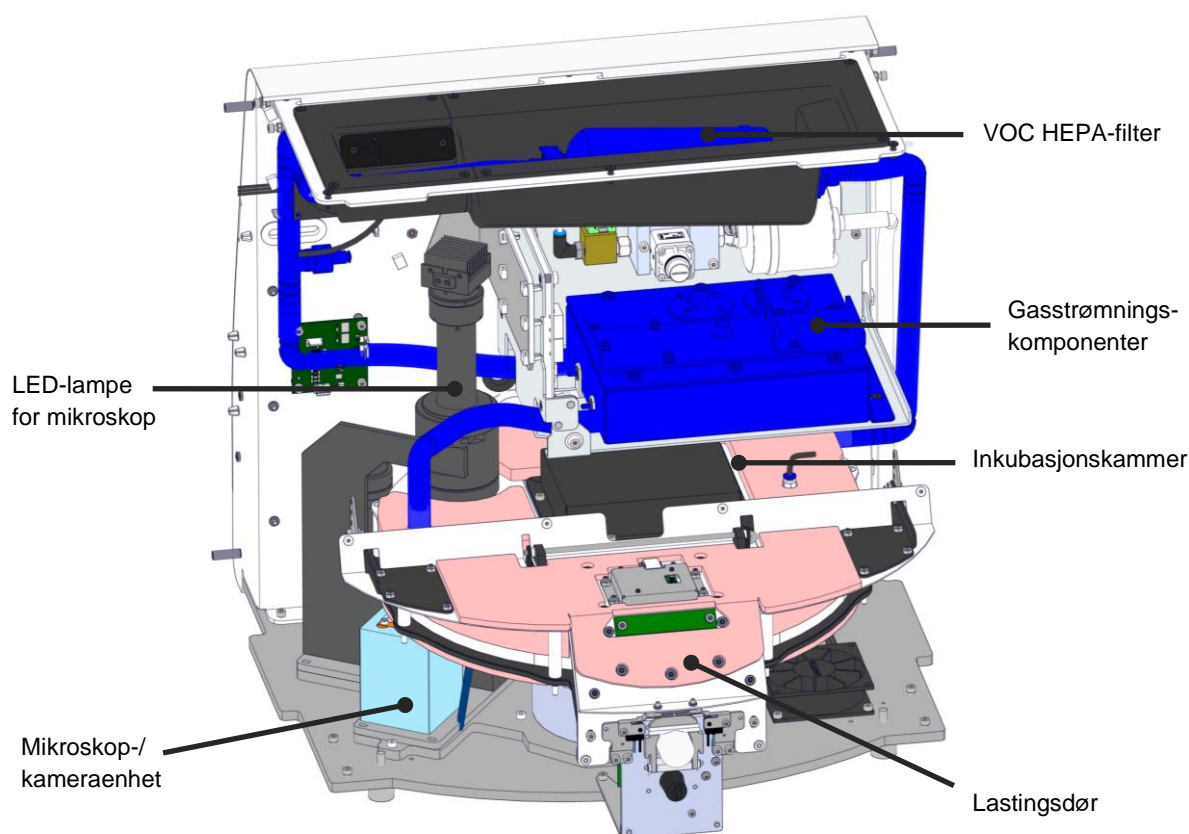 VOC HEPA-filter
Gasstrømnings-
komponenter
LED-lampe
for mikroskop
Inkubasjonskammer
Mikroskop-/
kameraenhet
Lastingsdør